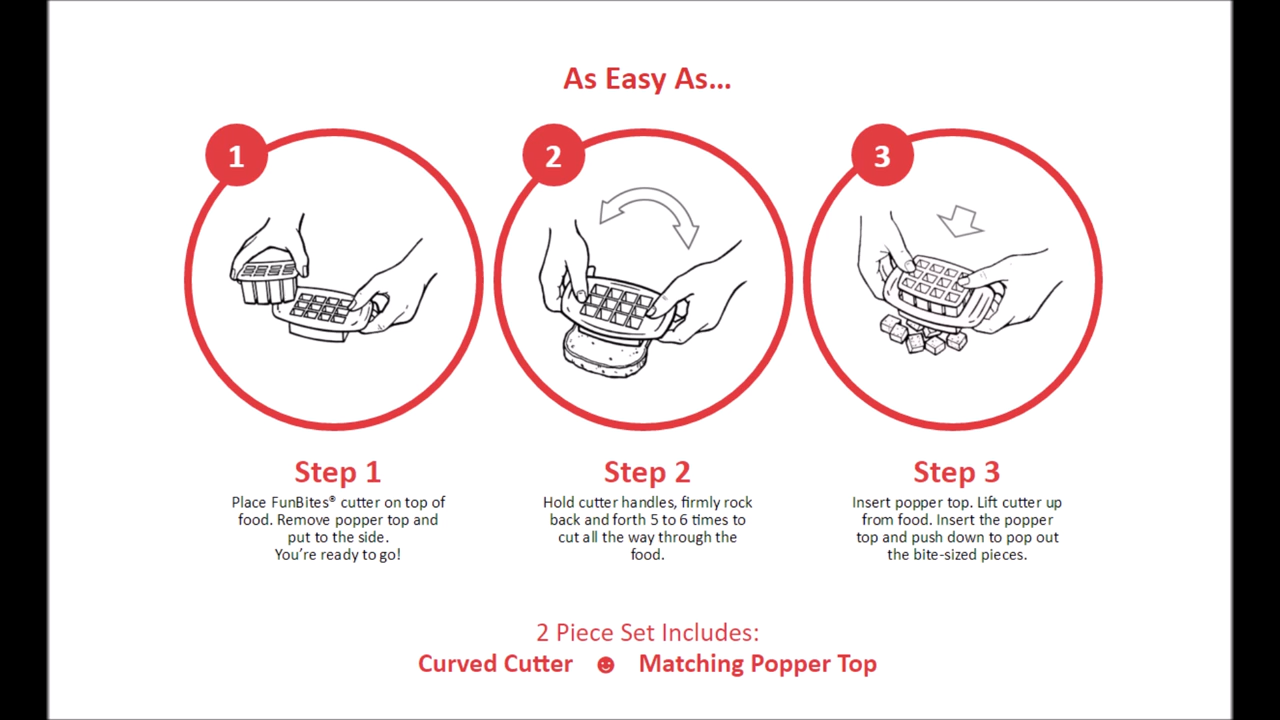 As Easy As...
1
2
3
Step 1
Place FunBites® cutter on top of
food. Remove popper top and
put to the side.
You're ready to go!
Step 2
Hold cutter handles, firmly rock
back and forth 5 to 6 times to
cut all the way through the
food.
Step 3
Insert popper top. Lift cutter up
from food. Insert the popper
top and push down to pop out
the bite-sized pieces.
2 Piece Set Includes:
Curved Cutter ☻ Matching Popper Top